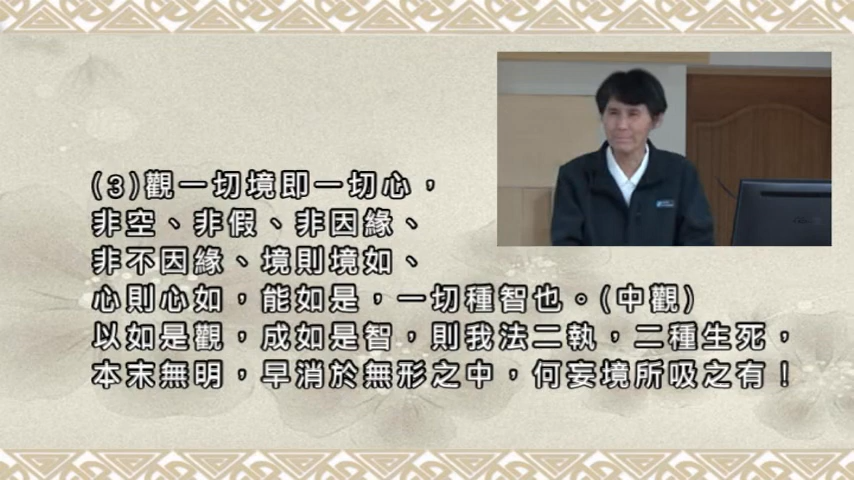 (3)觀一切境即一切心，
非空、非假、非因緣、
非不因緣、境則境如、
心則心如，能如是，一切種智也。(中觀)
以如是觀，成如是智，則我法二執，二種生死，
本末無明，早消於無形之中，何妄境所吸之有！